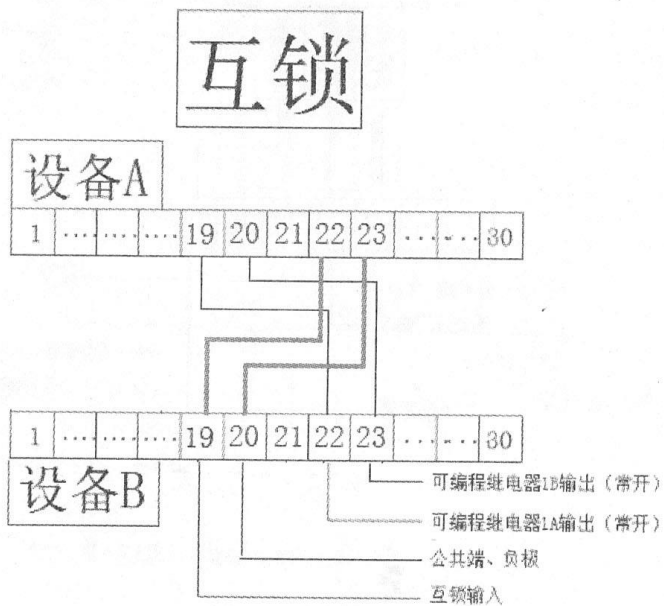 互锁
设备A
1 ........... 19 20 21 22 23 ...... 30
1 ........... 19 20 21 22 23 ...... 30
设备B
可编程继电器1B输出（常开）
可编程继电器1A输出（常开）
公共端、负极
互锁输入